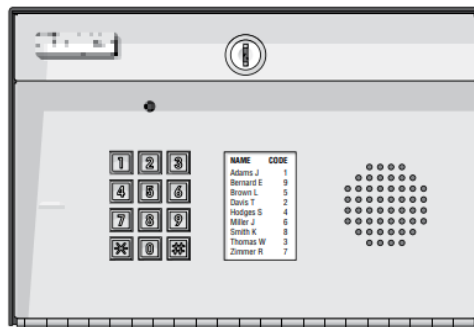 1 2 3
4 5 6
7 8 9
* 0 #
NAME CODE
Adams J 1
Bernard E 9
Brown L 5
Davis T 2
Hodges S 4
Miller J 6
Smith K 8
Thomas W 3
Zimmer R 7